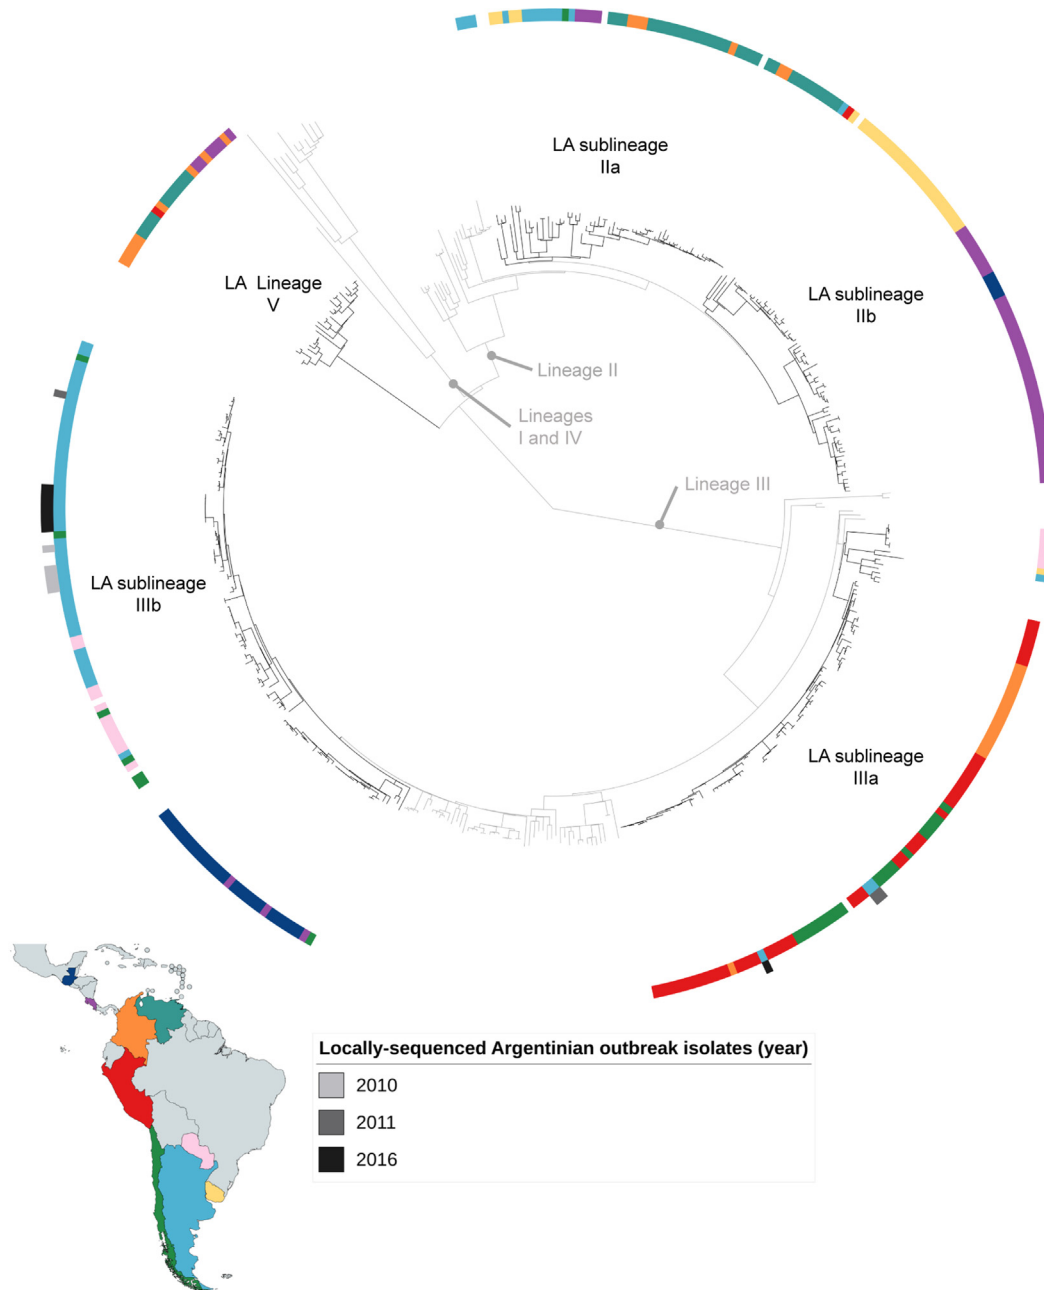 LA sublineage
IIa
LA Lineage
V
LA sublineage
IIb
Lineage II
Lineages
I and IV
Lineage III
LA sublineage
IIIb
LA sublineage
IIIa
Locally-sequenced Argentinian outbreak isolates (year)
2010
2011
2016